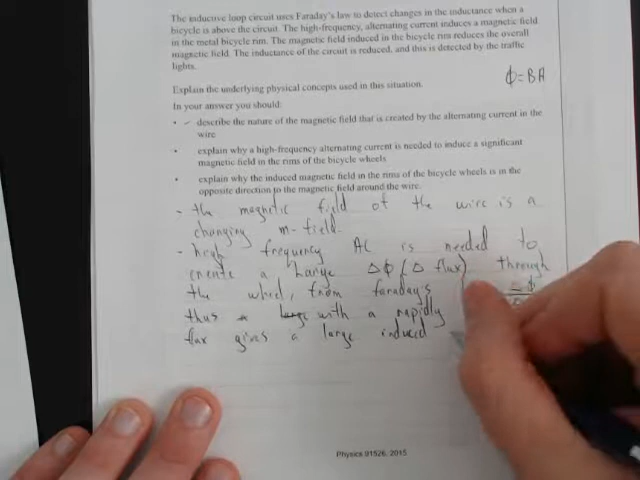 The inductive loop circuit uses Faraday's law to detect changes in the inductance when a
bicycle is above the circuit. The high-frequency, alternating current induces a magnetic field
in the metal bicycle rim. The magnetic field induced in the bicycle rim reduces the overall
magnetic field. The inductance of the circuit is reduced, and this is detected by the traffic
lights.
ϕ = BA
Explain the underlying physical concepts used in this situation.
In your answer you should:
• describe the nature of the magnetic field that is created by the alternating current in the
wire
• explain why a high-frequency alternating current is needed to induce a significant
magnetic field in the rims of the bicycle wheels
• explain why the induced magnetic field in the rims of the bicycle wheels is in the
opposite direction to the magnetic field around the wire.
- the magnetic field of the wire is a
changing m-field.
- high frequency AC is needed to
create a large Δϕ (Δ flux) through
the wheel, from faraday's
thus with a rapidly
flux gives a large induced
Physics 91526, 2015